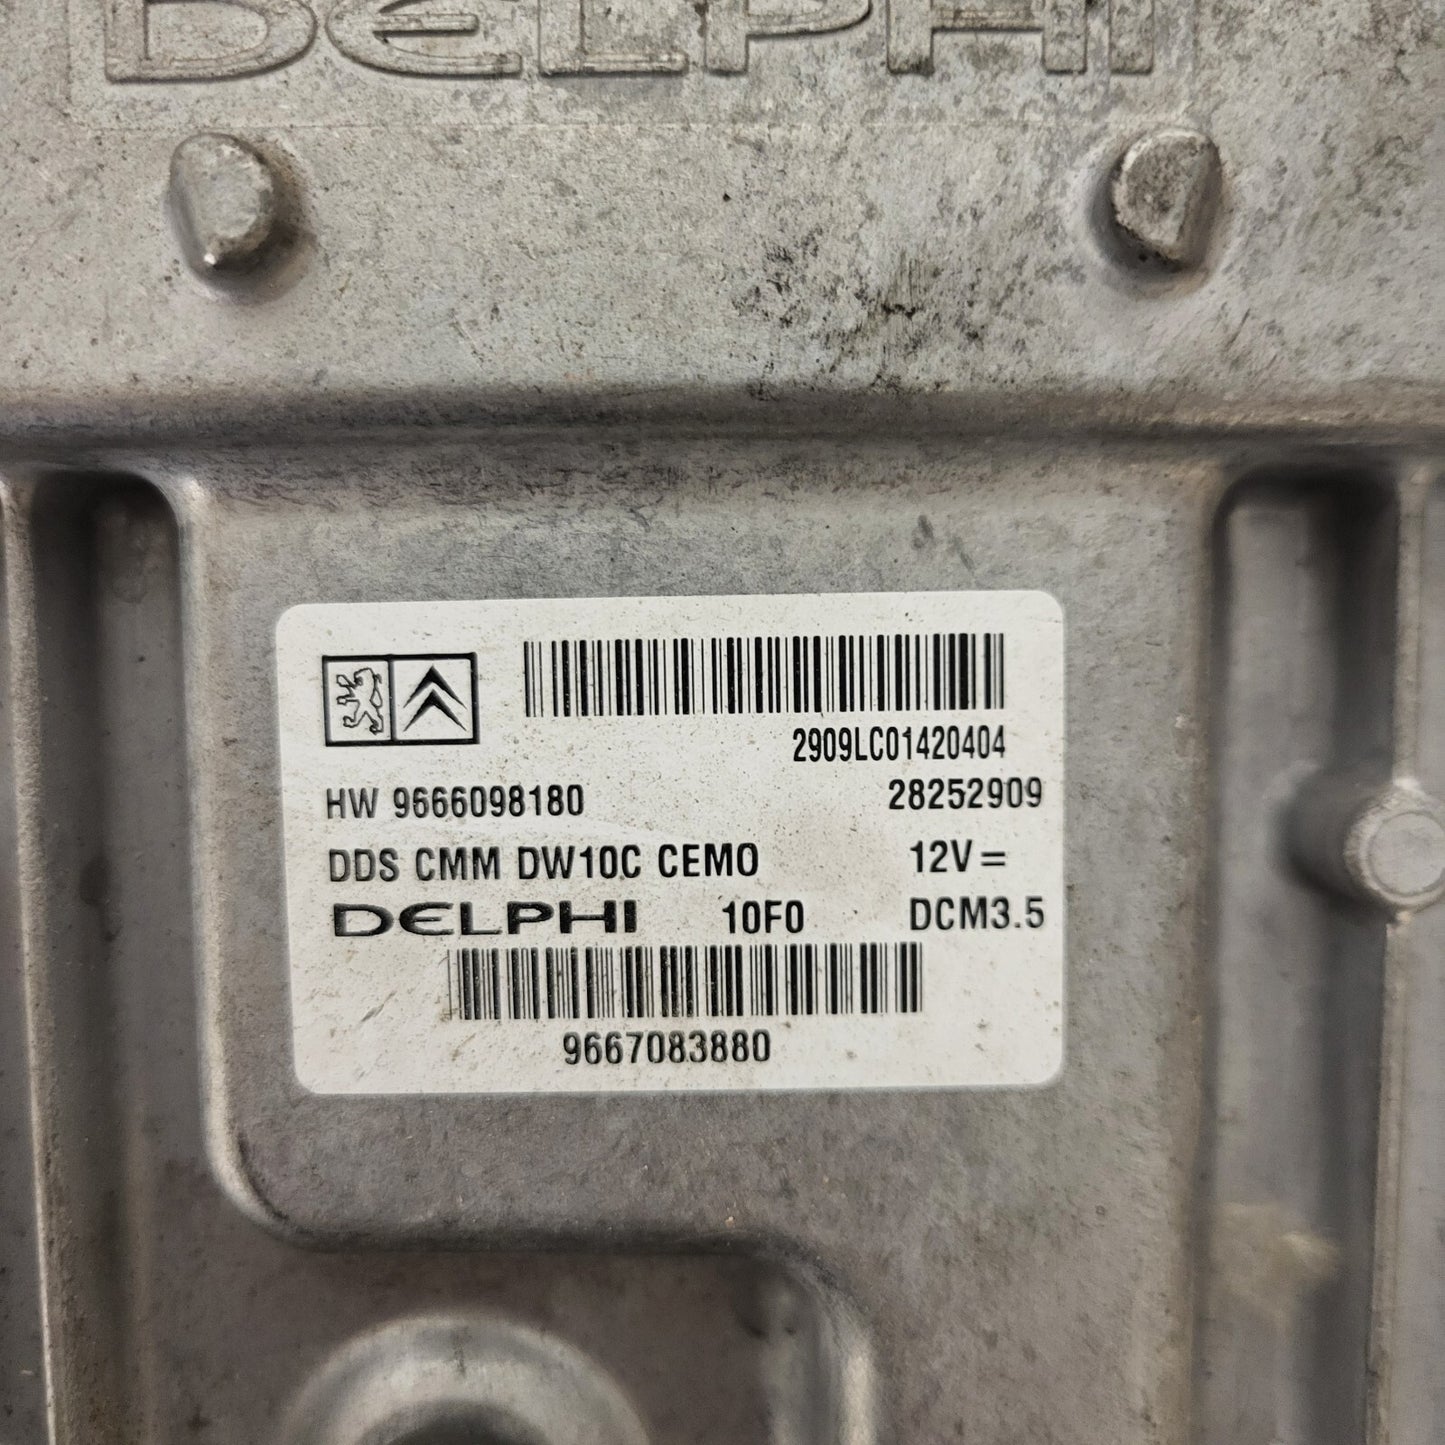 DELPHI
2909LC01420404
HW 9666098180 28252909
DDS CMM DW10C CEMO 12V=
DELPHI 10F0 DCM3.5
9667083880